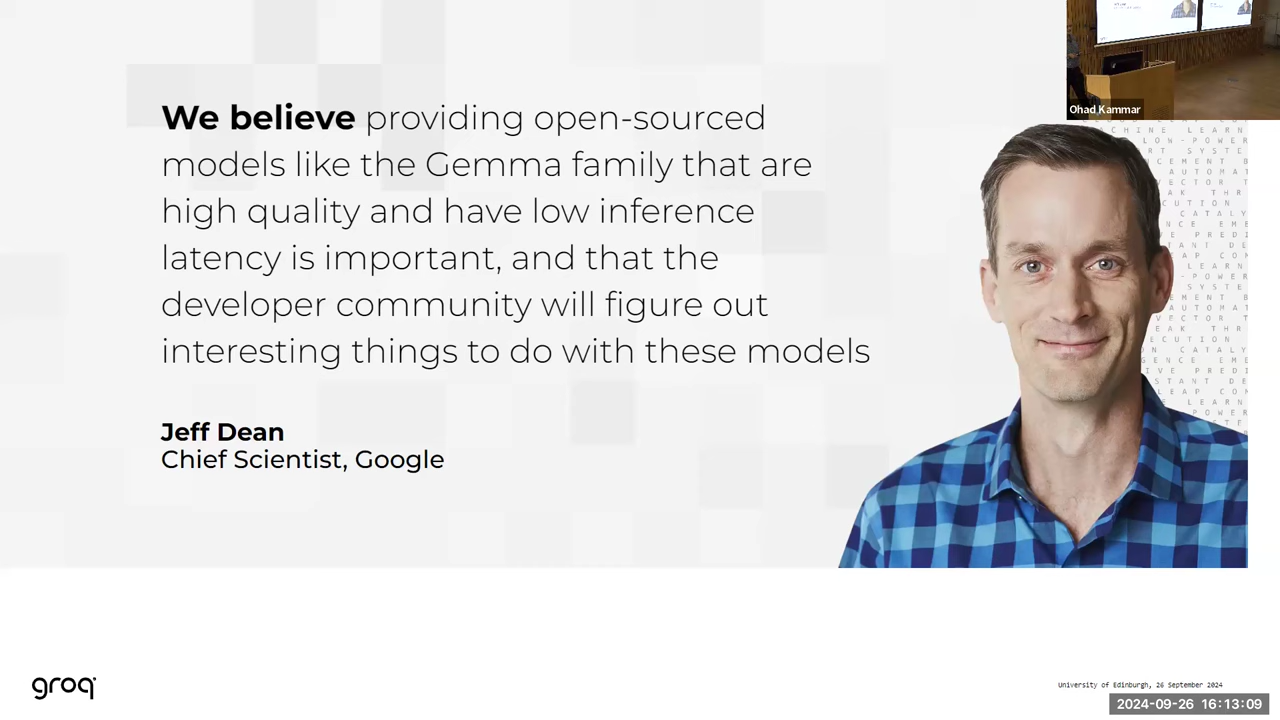 We believe providing open-sourced
models like the Gemma family that are
high quality and have low inference
latency is important, and that the
developer community will figure out
interesting things to do with these models
Jeff Dean
Chief Scientist, Google
Ohad Kammar
groq
University of Edinburgh, 26 September 2024
2024-09-26 16:13:09